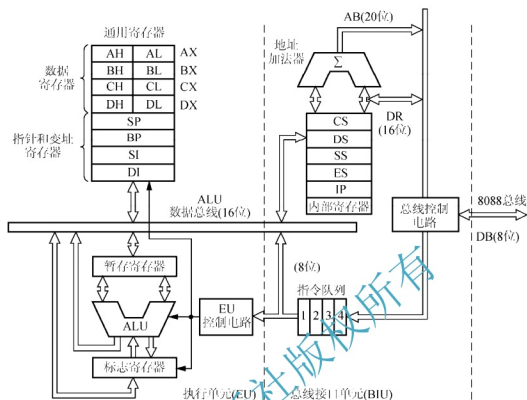 AB(20位)
通用寄存器
AH AL AX
BH BL BX
CH CL CX
DH DL DX
数据
寄存器
SP
BP
SI
DI
指针和变址
寄存器
地址
加法器
Σ
DR
(16位)
CS
DS
SS
ES
IP
内部寄存器
ALU
数据总线(16位)
总线控制
电路
8088总线
DB(8位)
暂存寄存器
(8位)
指令队列
1 2 3 4
ALU
EU
控制电路
标志寄存器
执行单元(EU)
总线接口单元(BIU)
社版权所有